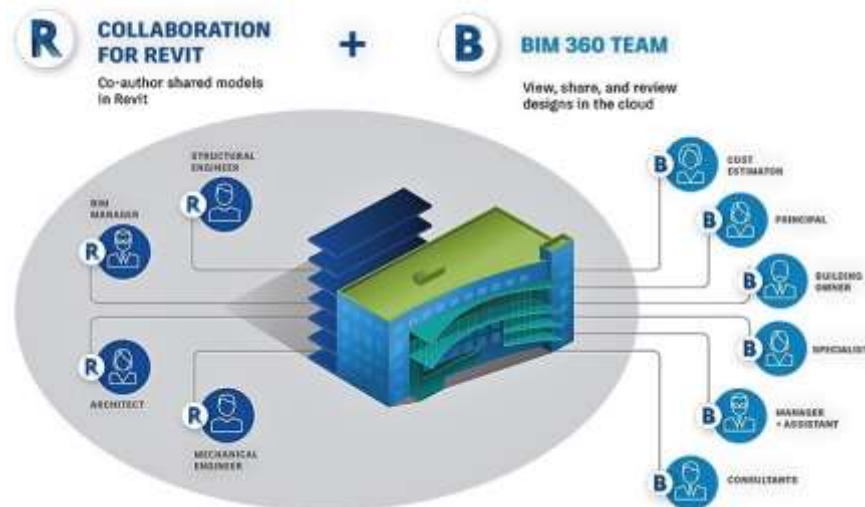 R
COLLABORATION
FOR REVIT
Co-author shared models
in Revit
+
B
BIM 360 TEAM
View, share, and review
designs in the cloud
STRUCTURAL
ENGINEER
R
BIM
MANAGER
R
R
ARCHITECT
R
MECHANICAL
ENGINEER
B
COST
ESTIMATOR
B
PRINCIPAL
B
BUILDING
OWNER
B
SPECIALIST
B
MANAGER
+ ASSISTANT
B
CONSULTANTS